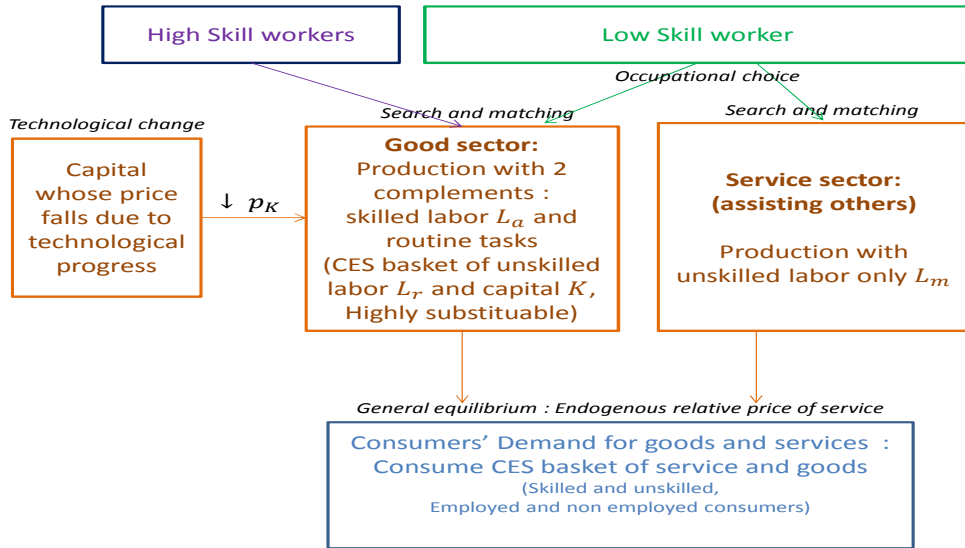 High Skill workers
Low Skill worker
Occupational choice
Technological change
Search and matching
Search and matching
Capital
whose price
falls due to
technological
progress
↓ p_K
Good sector:
Production with 2
complements :
skilled labor L_a and
routine tasks
(CES basket of unskilled
labor L_r and capital K,
Highly substituable)
Service sector:
(assisting others)
Production with
unskilled labor only L_m
General equilibrium : Endogenous relative price of service
Consumers’ Demand for goods and services :
Consume CES basket of service and goods
(Skilled and unskilled,
Employed and non employed consumers)